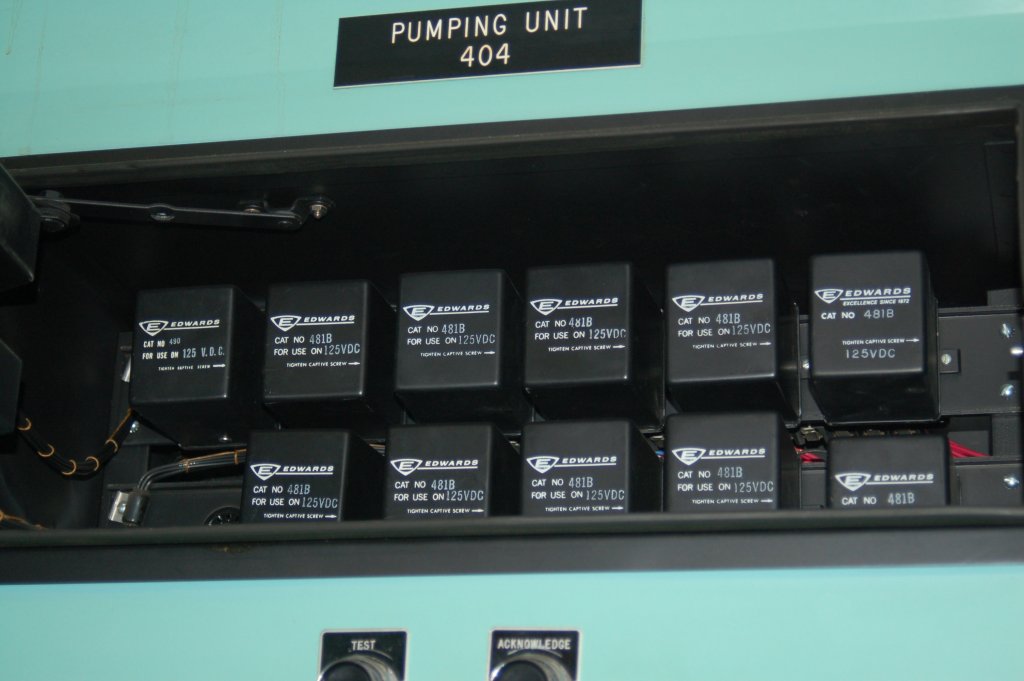 PUMPING UNIT
404
EDWARDS
CAT NO 490
FOR USE ON 125 V.D.C.
TIGHTEN CAPTIVE SCREW
EDWARDS
CAT NO 481B
FOR USE ON 125VDC
TIGHTEN CAPTIVE SCREW
EDWARDS
CAT NO 481B
FOR USE ON 125VDC
TIGHTEN CAPTIVE SCREW
EDWARDS
CAT NO 481B
FOR USE ON 125VDC
TIGHTEN CAPTIVE SCREW
EDWARDS
CAT NO 481B
FOR USE ON 125VDC
TIGHTEN CAPTIVE SCREW
EDWARDS
EXCELLENCE SINCE 1872
CAT NO 481B
TIGHTEN CAPTIVE SCREW
125VDC
EDWARDS
CAT NO 481B
FOR USE ON 125VDC
TIGHTEN CAPTIVE SCREW
EDWARDS
CAT NO 481B
FOR USE ON 125VDC
TIGHTEN CAPTIVE SCREW
EDWARDS
CAT NO 481B
FOR USE ON 125VDC
TIGHTEN CAPTIVE SCREW
EDWARDS
CAT NO 481B
FOR USE ON 125VDC
TIGHTEN CAPTIVE SCREW
EDWARDS
CAT NO 481B
TEST
ACKNOWLEDGE